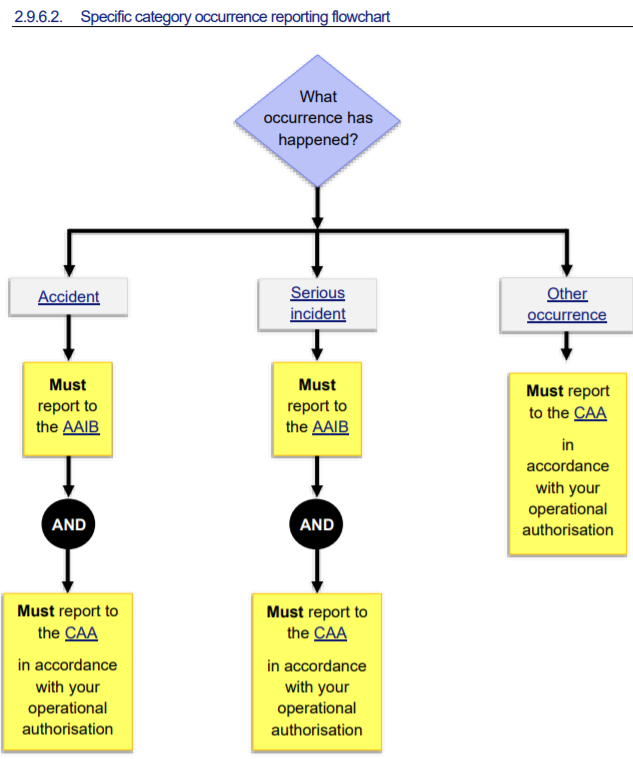 2.9.6.2. Specific category occurrence reporting flowchart
What
occurrence has
happened?
Accident
Serious
incident
Other
occurrence
Must
report to
the AAIB
Must
report to
the AAIB
Must report
to the CAA
in
accordance
with your
operational
authorisation
AND
AND
Must report to
the CAA
in accordance
with your
operational
authorisation
Must report to
the CAA
in accordance
with your
operational
authorisation